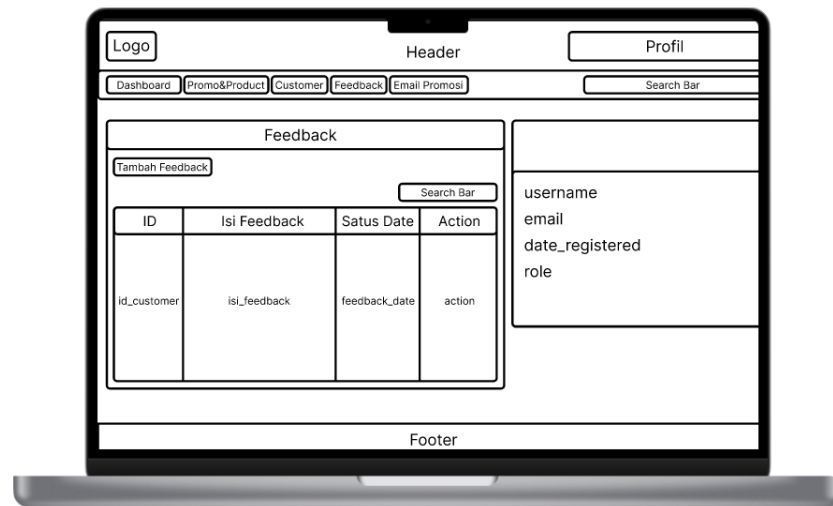 Logo
Header
Profil
Dashboard
Promo&Product
Customer
Feedback
Email Promosi
Search Bar
Feedback
Tambah Feedback
Search Bar
ID
Isi Feedback
Satus Date
Action
id_customer
isi_feedback
feedback_date
action
username
email
date_registered
role
Footer